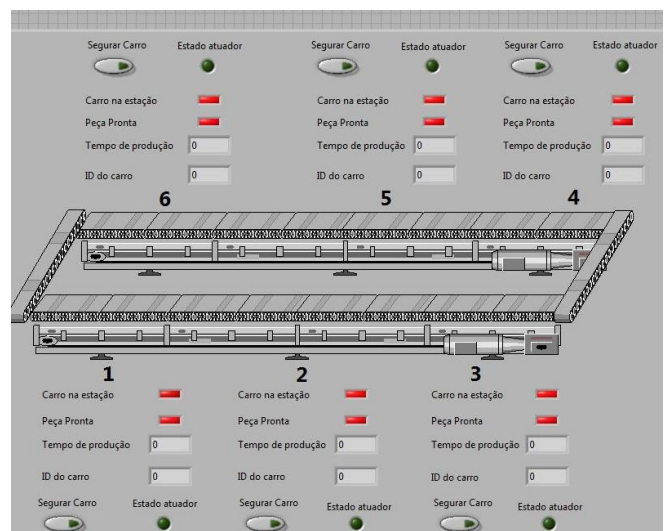 Segurar Carro Estado atuador Segurar Carro Estado atuador Segurar Carro Estado atuador
Carro na estação Carro na estação Carro na estação
Peça Pronta Peça Pronta Peça Pronta
Tempo de produção 0 Tempo de produção 0 Tempo de produção 0
ID do carro 0 ID do carro 0 ID do carro 0
6 5 4
1 2 3
Carro na estação Carro na estação Carro na estação
Peça Pronta Peça Pronta Peça Pronta
Tempo de produção 0 Tempo de produção 0 Tempo de produção 0
ID do carro 0 ID do carro 0 ID do carro 0
Segurar Carro Estado atuador Segurar Carro Estado atuador Segurar Carro Estado atuador